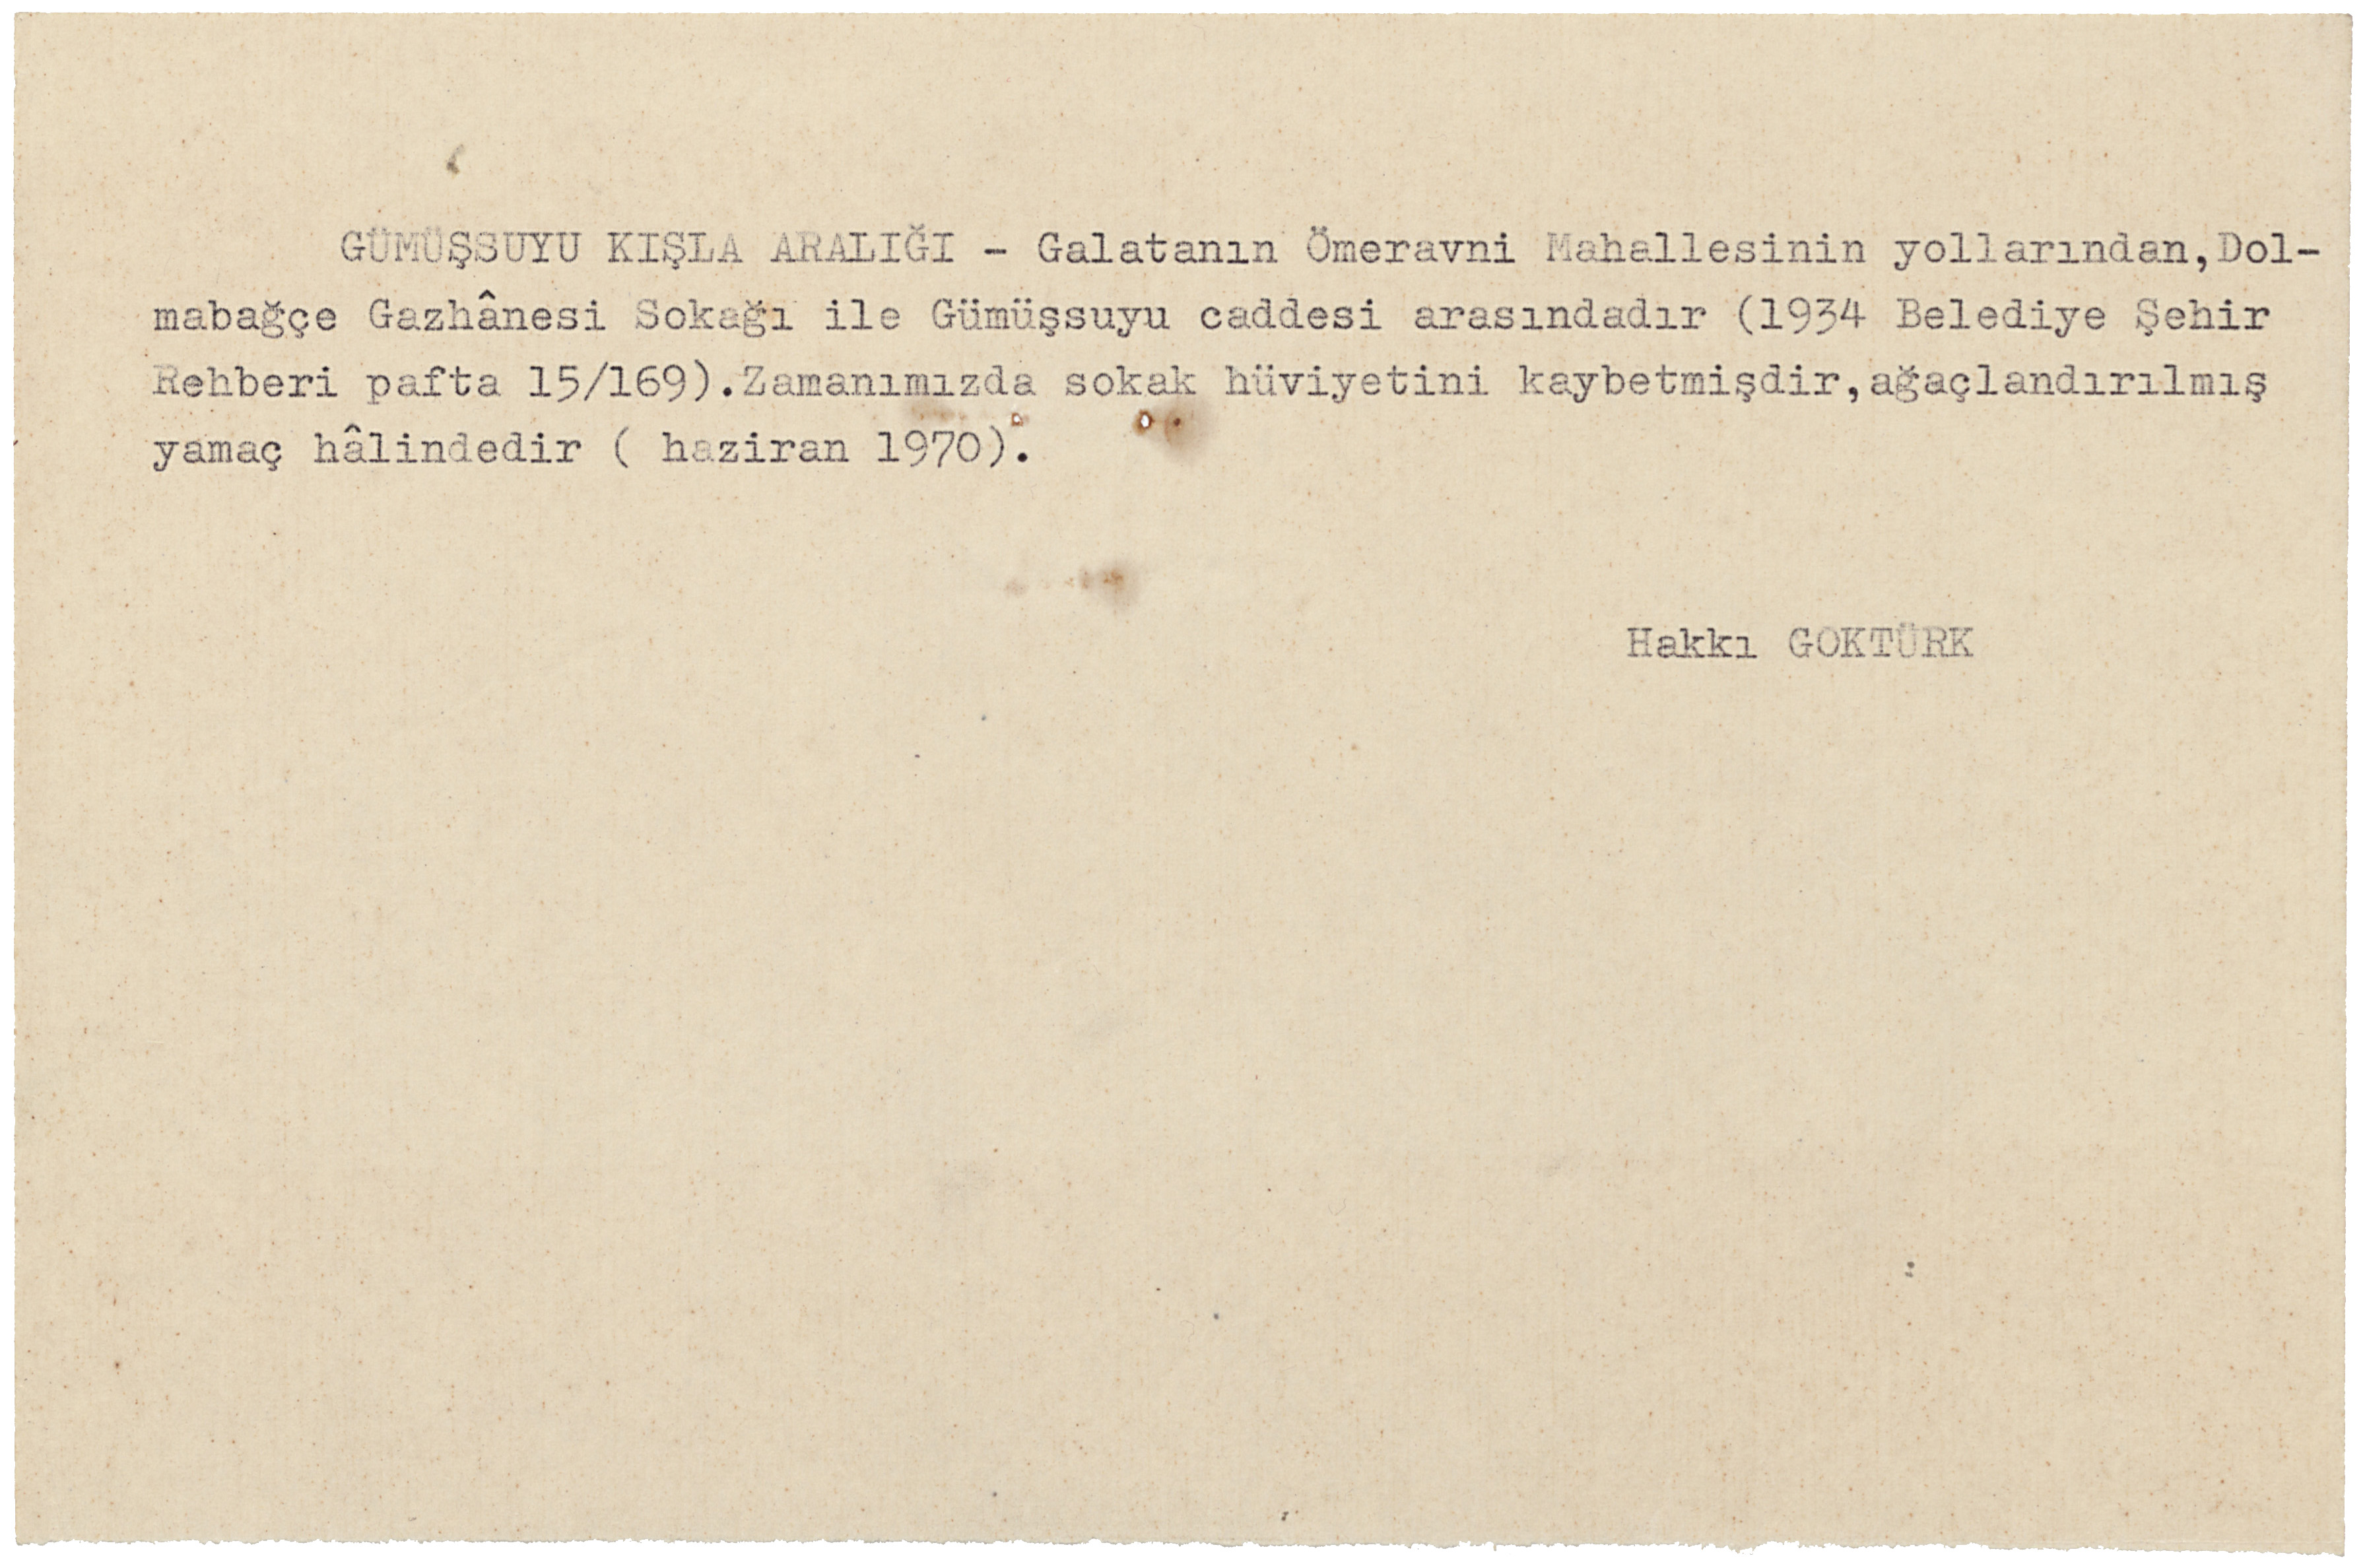 GÜMÜŞSUYU KIŞLA ARALIĞI - Galatanın Ömeravni Mahallesinin yollarından,Dol-
mabağçe Gazhânesi Sokağı ile Gümüşsuyu caddesi arasındadır (1934 Belediye Şehir
Rehberi pafta 15/169).Zamanımızda sokak hüviyetini kaybetmişdir,ağaçlandırılmış
yamaç hâlindedir ( haziran 1970).
Hakkı GÖKTÜRK